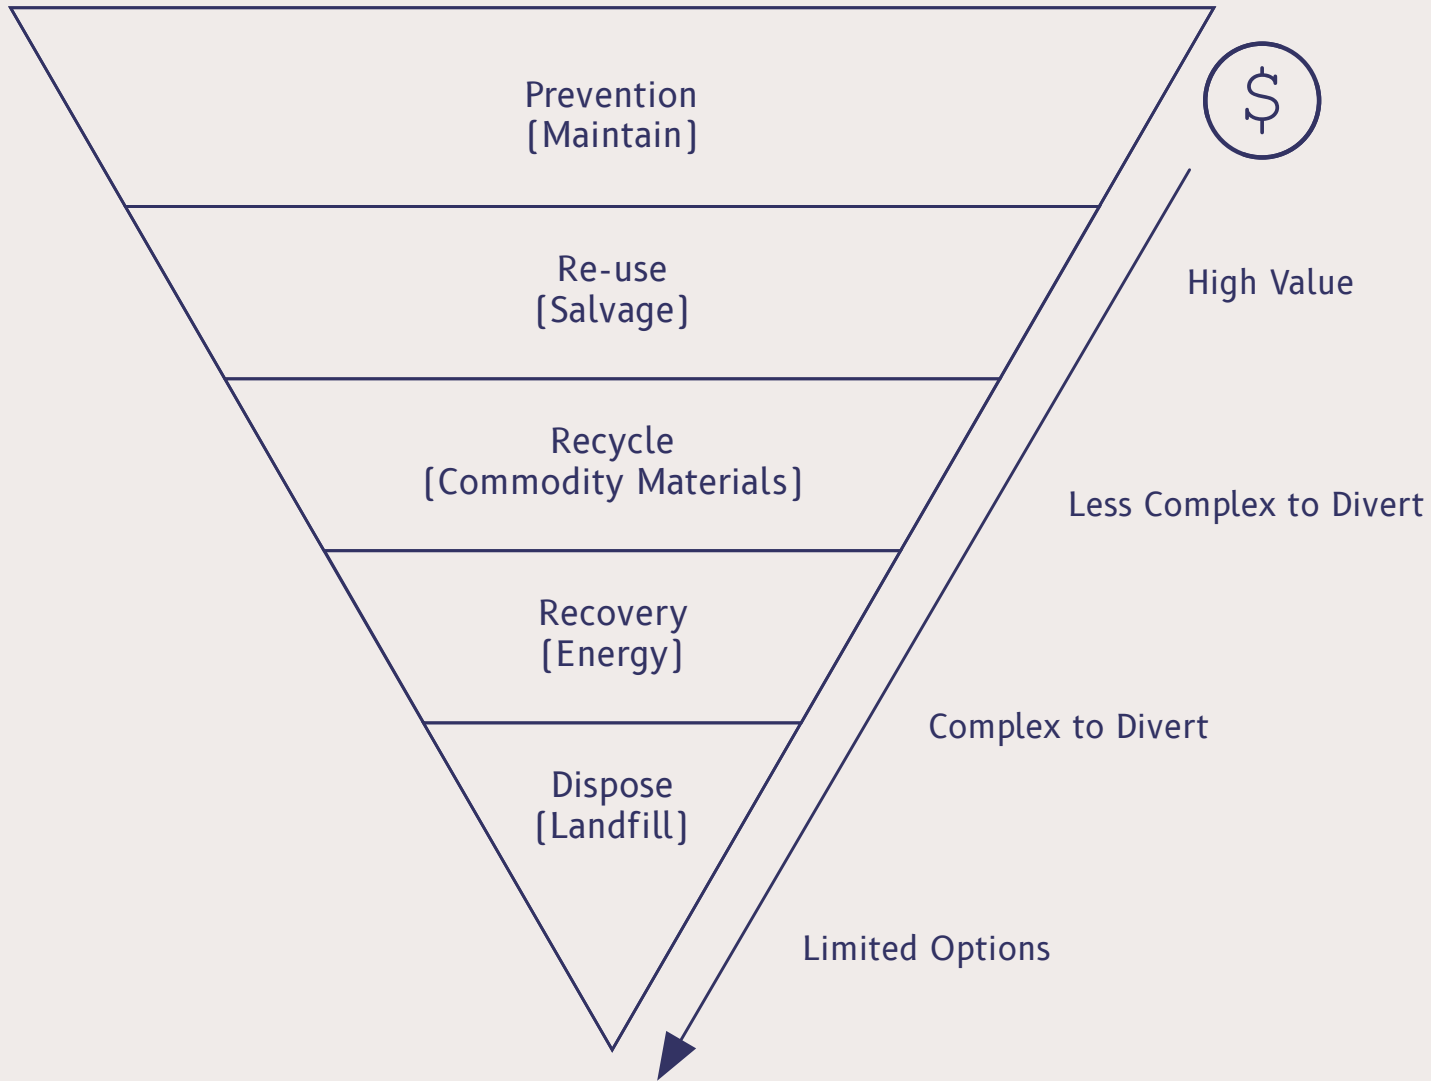 Prevention
[Maintain]
$
Re-use
[Salvage]
High Value
Recycle
[Commodity Materials]
Less Complex to Divert
Recovery
[Energy]
Complex to Divert
Dispose
[Landfill]
Limited Options